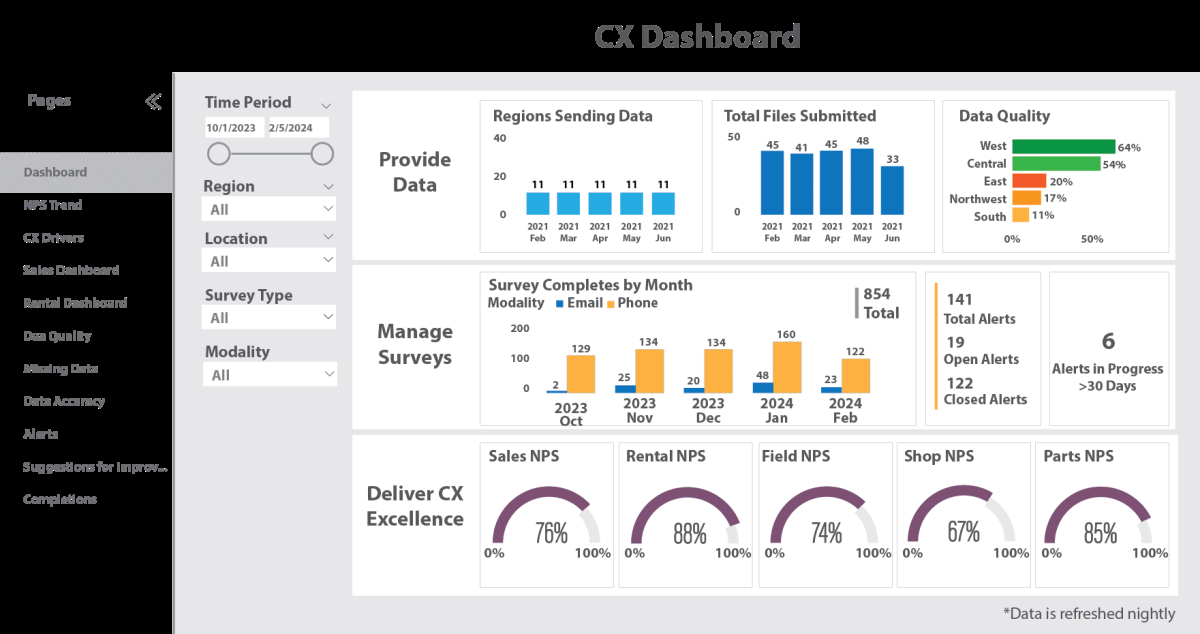 CX Dashboard
Pages
Dashboard
NPS Trend
CX Drivers
Sales Dashboard
Rental Dashboard
Daa Quality
Missing Data
Data Accuracy
Alerts
Suggestions for Improv...
Completions
Time Period
10/1/2023 2/5/2024
Region
All
Location
All
Survey Type
All
Modality
All
Provide
Data
Regions Sending Data
40
20
0
11 11 11 11 11
2021 2021 2021 2021 2021
Feb Mar Apr May Jun
Total Files Submitted
50
0
45 41 45 48 33
2021 2021 2021 2021 2021
Feb Mar Apr May Jun
Data Quality
West 64%
Central 54%
East 20%
Northwest 17%
South 11%
0% 50%
Manage
Surveys
Survey Completes by Month
Modality Email Phone
854
Total
200
100
0
2 129 25 134 20 134 48 160 23 122
2023 2023 2023 2024 2024
Oct Nov Dec Jan Feb
141
Total Alerts
19
Open Alerts
122
Closed Alerts
6
Alerts in Progress
>30 Days
Deliver CX
Excellence
Sales NPS
76%
0% 100%
Rental NPS
88%
0% 100%
Field NPS
74%
0% 100%
Shop NPS
67%
0% 100%
Parts NPS
85%
0% 100%
*Data is refreshed nightly